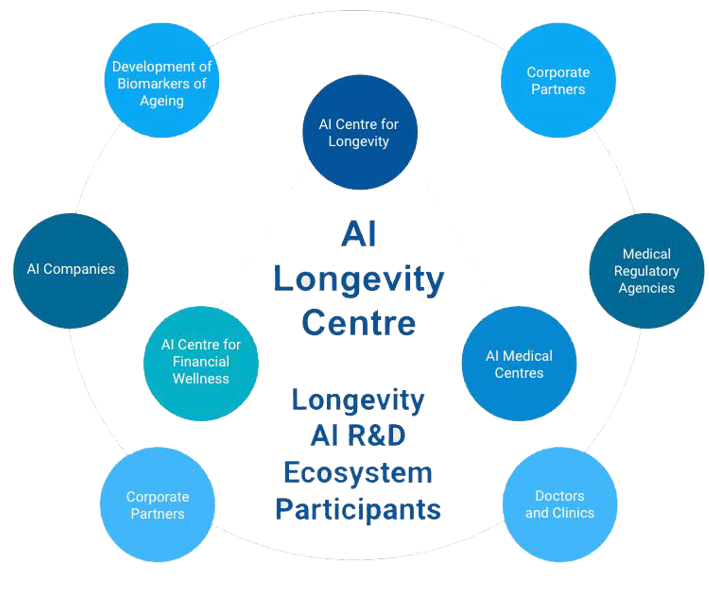 Development of
Biomarkers of
Ageing
Corporate
Partners
AI Centre for
Longevity
AI
Longevity
Centre
AI Companies
Medical
Regulatory
Agencies
AI Centre for
Financial
Wellness
AI Medical
Centres
Longevity
AI R&D
Ecosystem
Participants
Corporate
Partners
Doctors
and Clinics